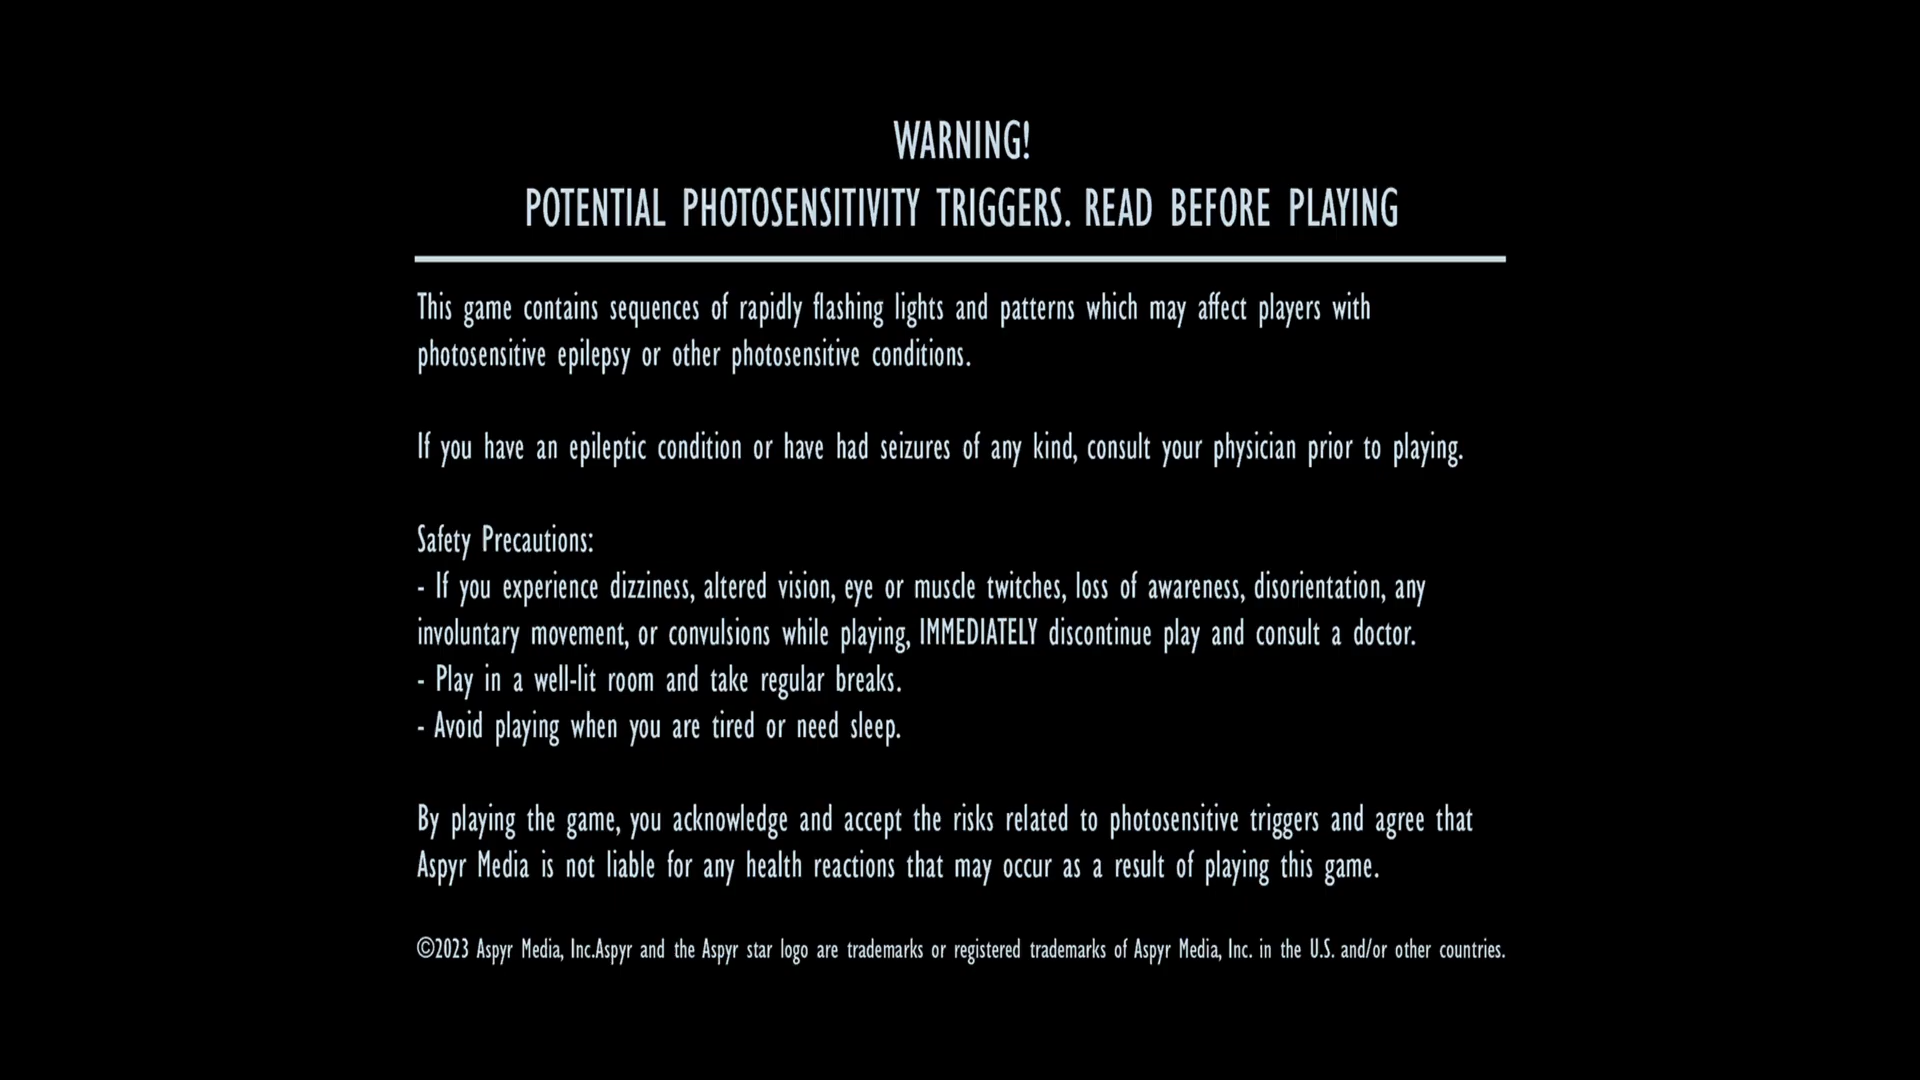 WARNING!
POTENTIAL PHOTOSENSITIVITY TRIGGERS. READ BEFORE PLAYING
This game contains sequences of rapidly flashing lights and patterns which may affect players with
photosensitive epilepsy or other photosensitive conditions.
If you have an epileptic condition or have had seizures of any kind, consult your physician prior to playing.
Safety Precautions:
- If you experience dizziness, altered vision, eye or muscle twitches, loss of awareness, disorientation, any
involuntary movement, or convulsions while playing, IMMEDIATELY discontinue play and consult a doctor.
- Play in a well-lit room and take regular breaks.
- Avoid playing when you are tired or need sleep.
By playing the game, you acknowledge and accept the risks related to photosensitive triggers and agree that
Aspyr Media is not liable for any health reactions that may occur as a result of playing this game.
©2023 Aspyr Media, Inc.Aspyr and the Aspyr star logo are trademarks or registered trademarks of Aspyr Media, Inc. in the U.S. and/or other countries.